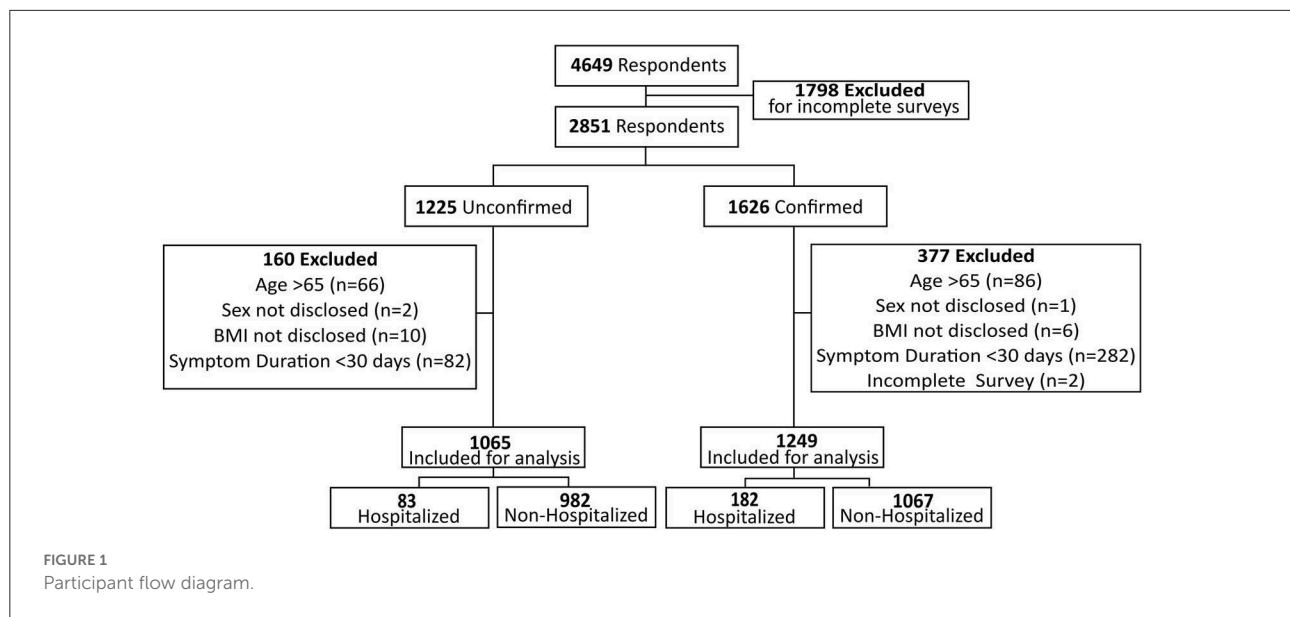 4649 Respondents
1798 Excluded
for incomplete surveys
2851 Respondents
1225 Unconfirmed
1626 Confirmed
160 Excluded
Age >65 (n=66)
Sex not disclosed (n=2)
BMI not disclosed (n=10)
Symptom Duration <30 days (n=82)
377 Excluded
Age >65 (n=86)
Sex not disclosed (n=1)
BMI not disclosed (n=6)
Symptom Duration <30 days (n=282)
Incomplete Survey (n=2)
1065
Included for analysis
1249
Included for analysis
83
Hospitalized
982
Non-Hospitalized
182
Hospitalized
1067
Non-Hospitalized
FIGURE 1
Participant flow diagram.